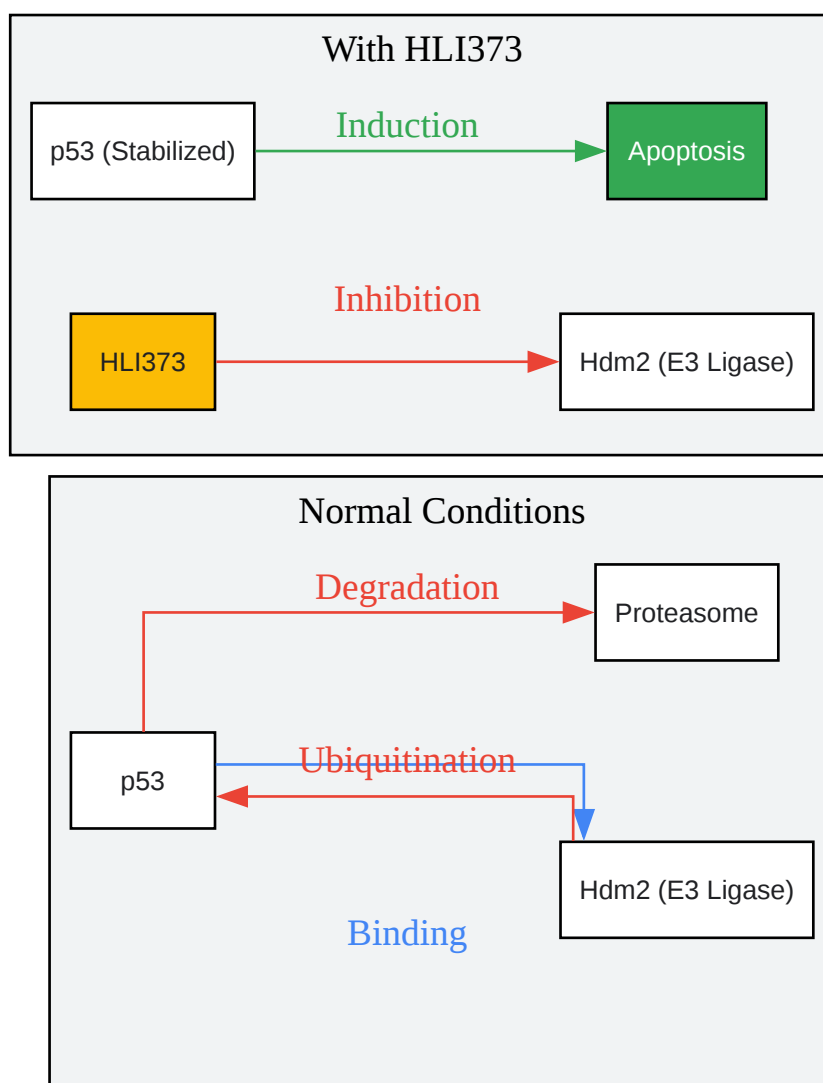 With HLI373
Induction
p53 (Stabilized)
Apoptosis
Inhibition
HLI373
Hdm2 (E3 Ligase)
Normal Conditions
Degradation
Proteasome
Ubiquitination
p53
Hdm2 (E3 Ligase)
Binding